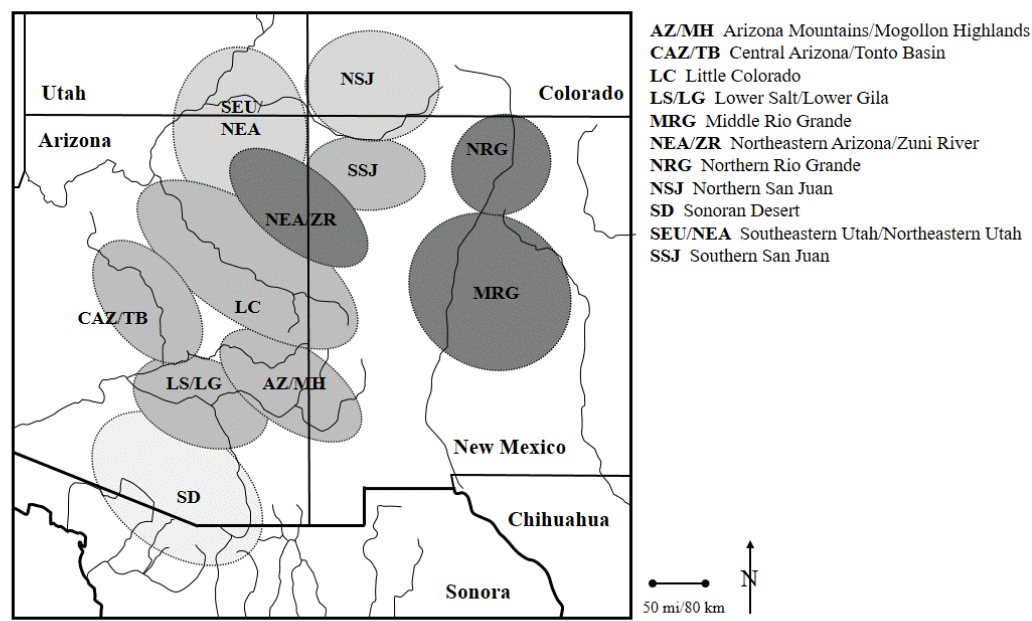 NSJ
Utah
SEU
Colorado
Arizona
NEA
NRG
SSJ
NEA/ZR
MRG
LC
CAZ/TB
LS/LG
AZ/MH
New Mexico
SD
Chihuahua
Sonora
AZ/MH Arizona Mountains/Mogollon Highlands
CAZ/TB Central Arizona/Tonto Basin
LC Little Colorado
LS/LG Lower Salt/Lower Gila
MRG Middle Rio Grande
NEA/ZR Northeastern Arizona/Zuni River
NRG Northern Rio Grande
NSJ Northern San Juan
SD Sonoran Desert
SEU/NEA Southeastern Utah/Northeastern Utah
SSJ Southern San Juan
N
50 mi/80 km